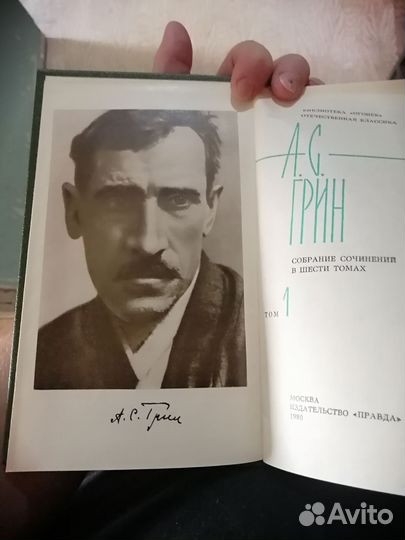 А. С. Грин
БИБЛИОТЕКА «ОГОНЕК»
ОТЕЧЕСТВЕННАЯ КЛАССИКА
А.С.
ГРИН
СОБРАНИЕ СОЧИНЕНИЙ
В ШЕСТИ ТОМАХ
ТОМ 1
МОСКВА
ИЗДАТЕЛЬСТВО «ПРАВДА»
1980
Avito